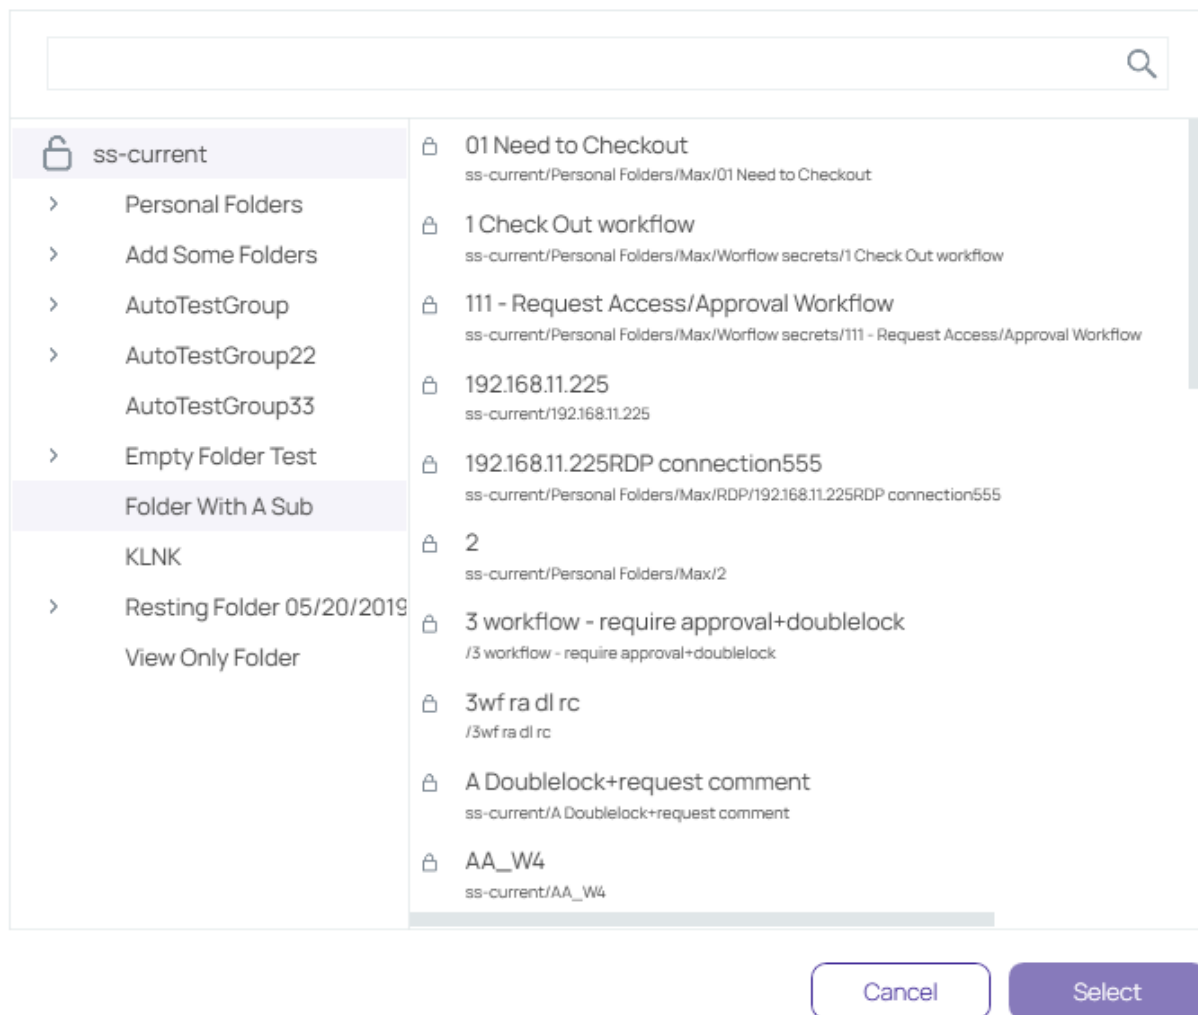 ss-current
Personal Folders
Add Some Folders
AutoTestGroup
AutoTestGroup22
AutoTestGroup33
Empty Folder Test
Folder With A Sub
KLNK
Resting Folder 05/20/2019
View Only Folder
01 Need to Checkout
ss-current/Personal Folders/Max/01 Need to Checkout
1 Check Out workflow
ss-current/Personal Folders/Max/Worflow secrets/1 Check Out workflow
111 - Request Access/Approval Workflow
ss-current/Personal Folders/Max/Worflow secrets/111 - Request Access/Approval Workflow
192.168.11.225
ss-current/192.168.11.225
192.168.11.225RDP connection555
ss-current/Personal Folders/Max/RDP/192.168.11.225RDP connection555
2
ss-current/Personal Folders/Max/2
3 workflow - require approval+doublelock
/3 workflow - require approval+doublelock
3wf ra dl rc
/3wf ra dl rc
A Doublelock+request comment
ss-current/A Doublelock+request comment
AA_W4
ss-current/AA_W4
Cancel
Select